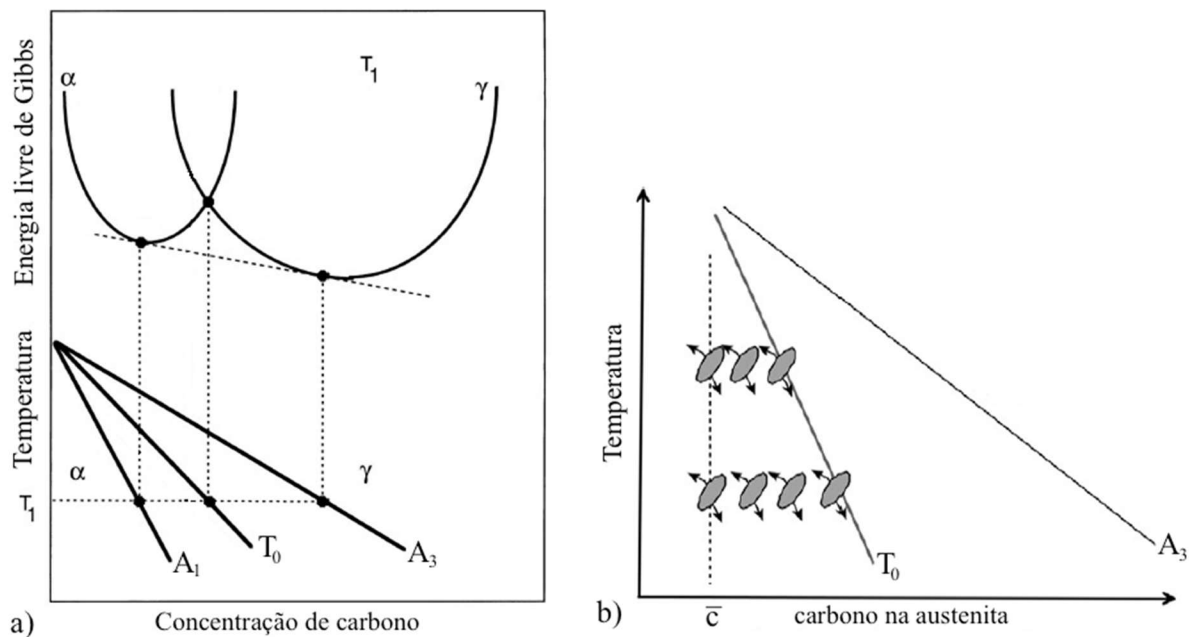 Energia livre de Gibbs
α
T₁
γ
Temperatura
α
γ
T₁
A₁
T₀
A₃
a)
Concentração de carbono
Temperatura
T₀
A₃
b)
c̅
carbono na austenita